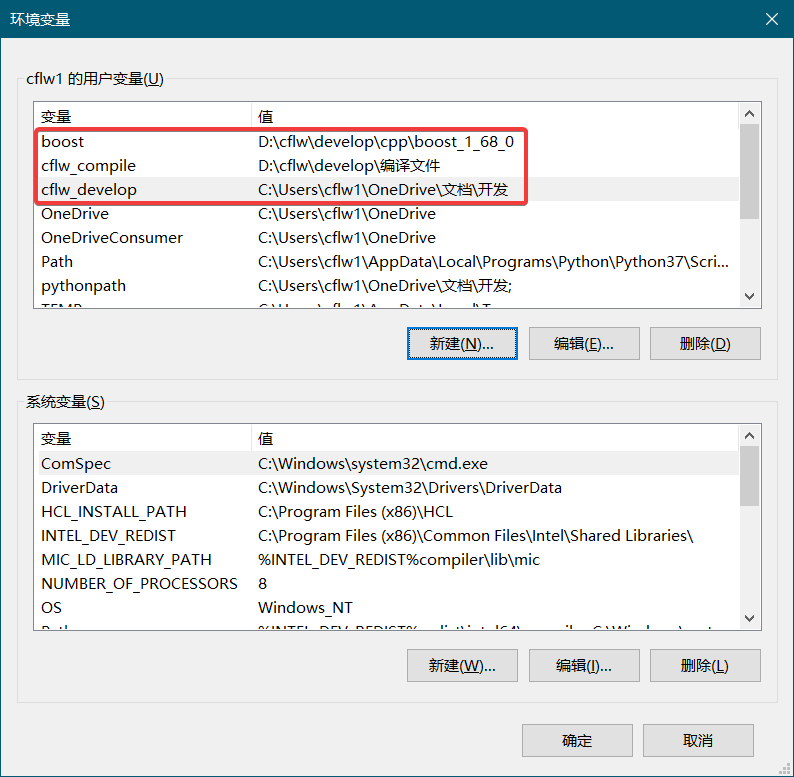 环境变量
cflw1 的用户变量(U)
变量 值
boost D:\cflw\develop\cpp\boost_1_68_0
cflw_compile D:\cflw\develop\编译文件
cflw_develop C:\Users\cflw1\OneDrive\文档\开发
OneDrive C:\Users\cflw1\OneDrive
OneDriveConsumer C:\Users\cflw1\OneDrive
Path C:\Users\cflw1\AppData\Local\Programs\Python\Python37\Scri...
pythonpath C:\Users\cflw1\OneDrive\文档\开发;
新建(N)... 编辑(E)... 删除(D)
系统变量(S)
变量 值
ComSpec C:\Windows\system32\cmd.exe
DriverData C:\Windows\System32\Drivers\DriverData
HCL_INSTALL_PATH C:\Program Files (x86)\HCL
INTEL_DEV_REDIST C:\Program Files (x86)\Common Files\Intel\Shared Libraries\
MIC_LD_LIBRARY_PATH %INTEL_DEV_REDIST%compiler\lib\mic
NUMBER_OF_PROCESSORS 8
OS Windows_NT
新建(W)... 编辑(I)... 删除(L)
确定 取消